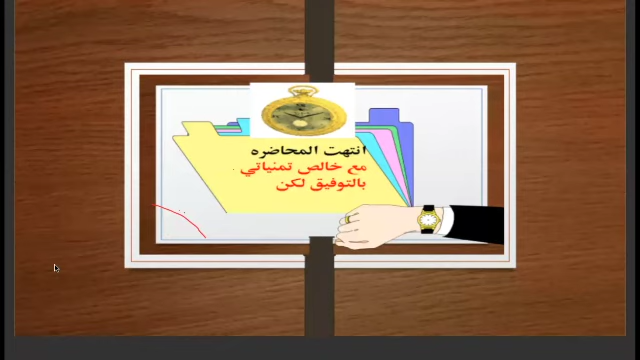 انتهت المحاضره
مع خالص تمنياتي
بالتوفيق لكن